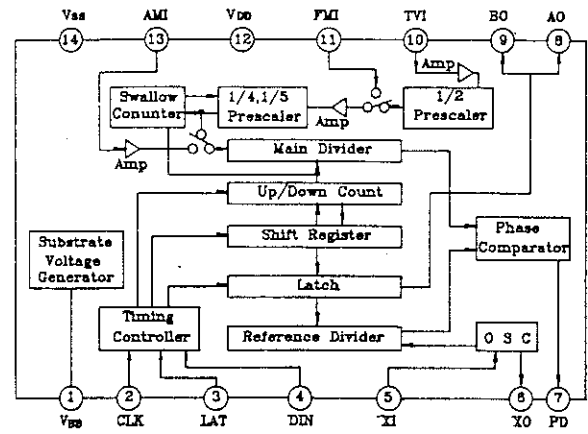 Vss AMI VDD FMI TVI BO AO
14 13 12 11 10 9 8
Amp
Swallow Conunter
1/4,1/5 Prescaler
Amp
1/2 Prescaler
Amp
Main Divider
Up/Down Count
Substrate Voltage Generator
Shift Register
Phase Comparator
Latch
Timing Controller
Reference Divider
O S C
1 2 3 4 5 6 7
VBB CLK LAT DIN XI XO PD